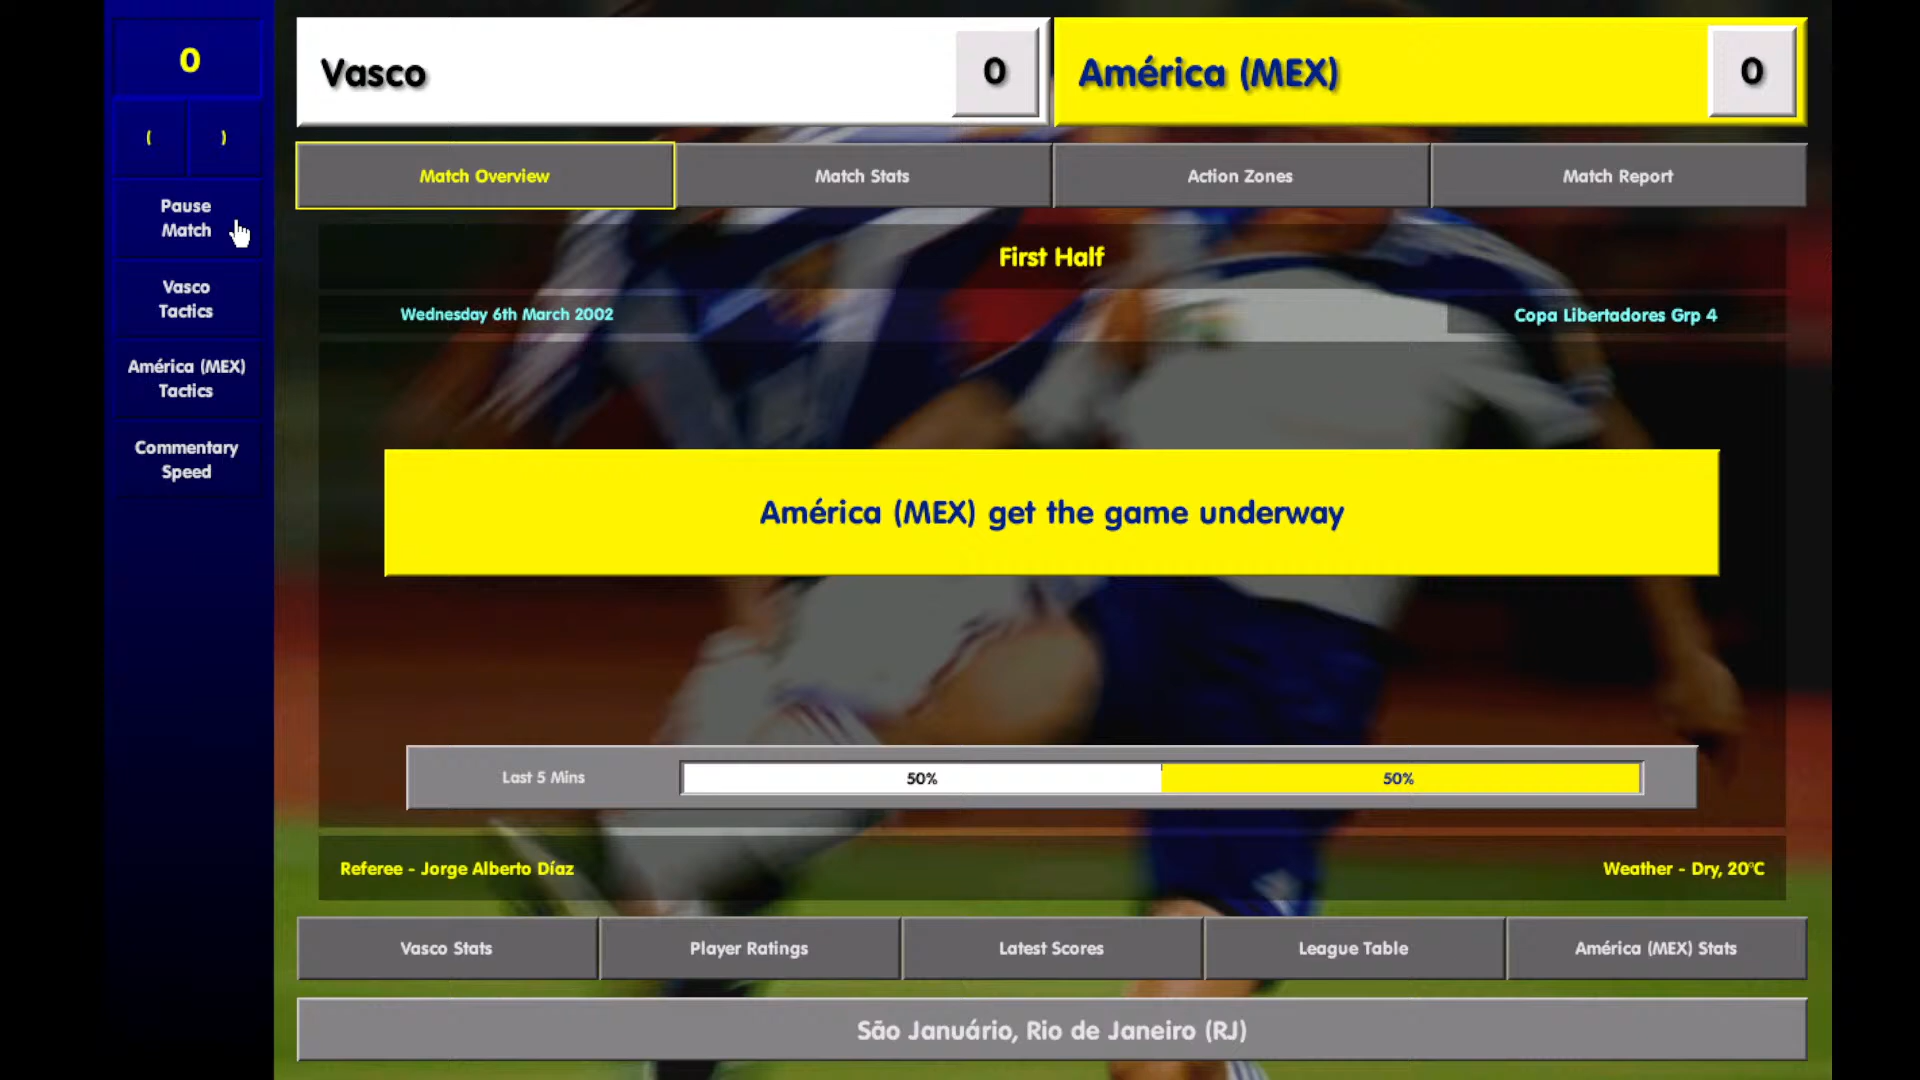 0
Vasco
0
América (MEX)
0
(
)
Match Overview
Match Stats
Action Zones
Match Report
Pause
Match
First Half
Vasco
Tactics
Wednesday 6th March 2002
Copa Libertadores Grp 4
América (MEX)
Tactics
Commentary
Speed
América (MEX) get the game underway
Last 5 Mins
50%
50%
Referee - Jorge Alberto Díaz
Weather - Dry, 20°C
Vasco Stats
Player Ratings
Latest Scores
League Table
América (MEX) Stats
São Januário, Rio de Janeiro (RJ)